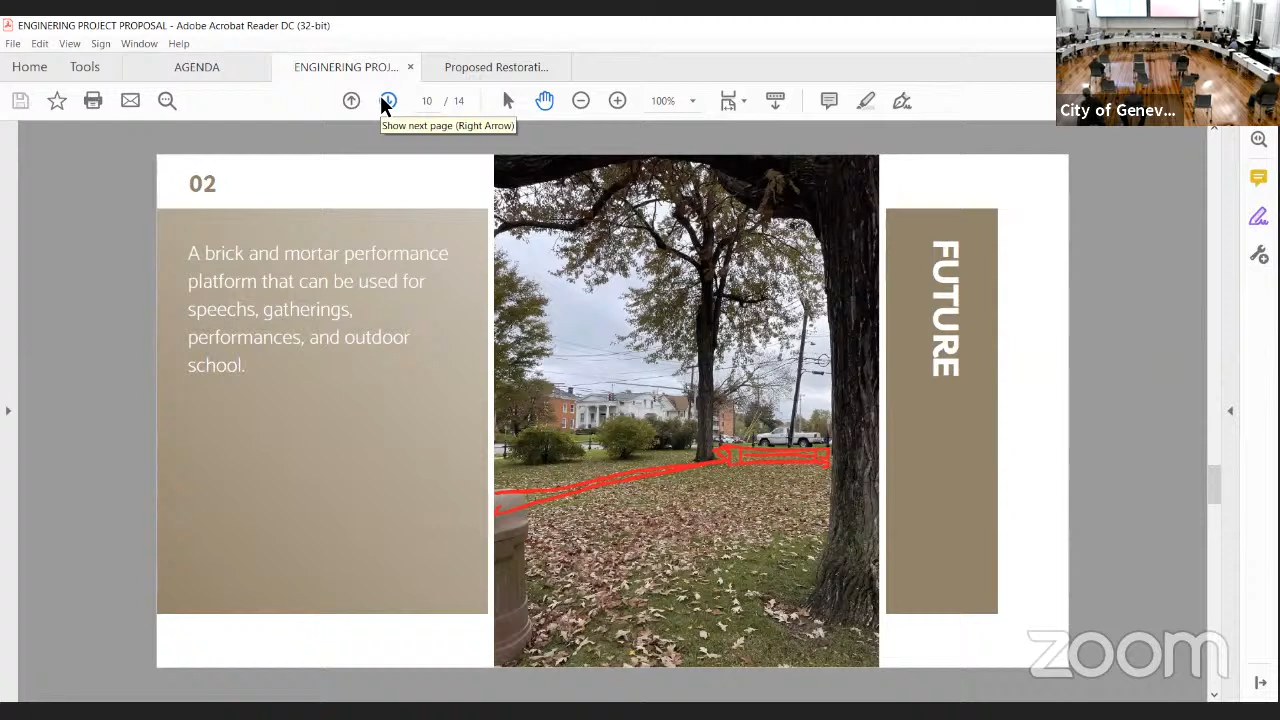 ENGINERING PROJECT PROPOSAL - Adobe Acrobat Reader DC (32-bit)
File Edit View Sign Window Help
Home Tools AGENDA ENGINERING PROJ... × Proposed Restorati...
10 / 14 100%
Show next page (Right Arrow)
City of Genev...
02
A brick and mortar performance
platform that can be used for
speechs, gatherings,
performances, and outdoor
school.
FUTURE
zoom